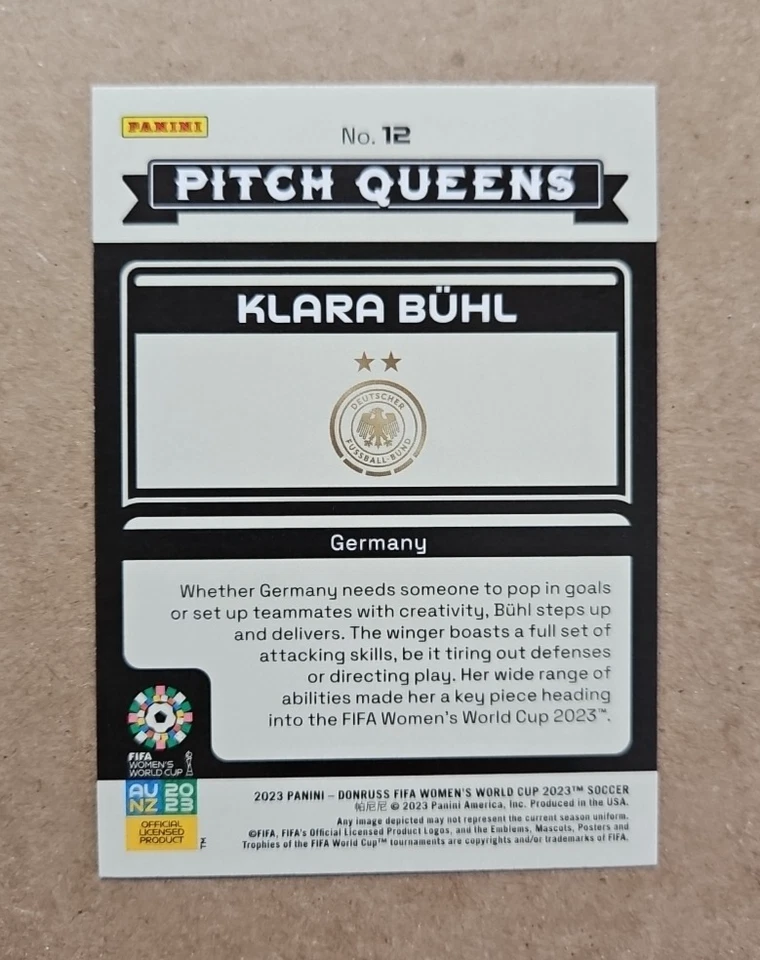 PANINI
No. 12
PITCH QUEENS
KLARA BÜHL
DEUTSCHER
FUSSBALL-BUND
Germany
Whether Germany needs someone to pop in goals
or set up teammates with creativity, Bühl steps up
and delivers. The winger boasts a full set of
attacking skills, be it tiring out defenses
or directing play. Her wide range of
abilities made her a key piece heading
into the FIFA Women's World Cup 2023™.
FIFA
WOMEN'S
WORLD CUP
AU 20
NZ 23
OFFICIAL
LICENSED
PRODUCT
TM
2023 PANINI – DONRUSS FIFA WOMEN'S WORLD CUP 2023™ SOCCER
帕尼尼 © 2023 Panini America, Inc. Produced in the USA.
Any image depicted may not represent the current season uniform.
©FIFA, FIFA's Official Licensed Product Logos, and the Emblems, Mascots, Posters and
Trophies of the FIFA World Cup™ tournaments are copyrights and/or trademarks of FIFA.